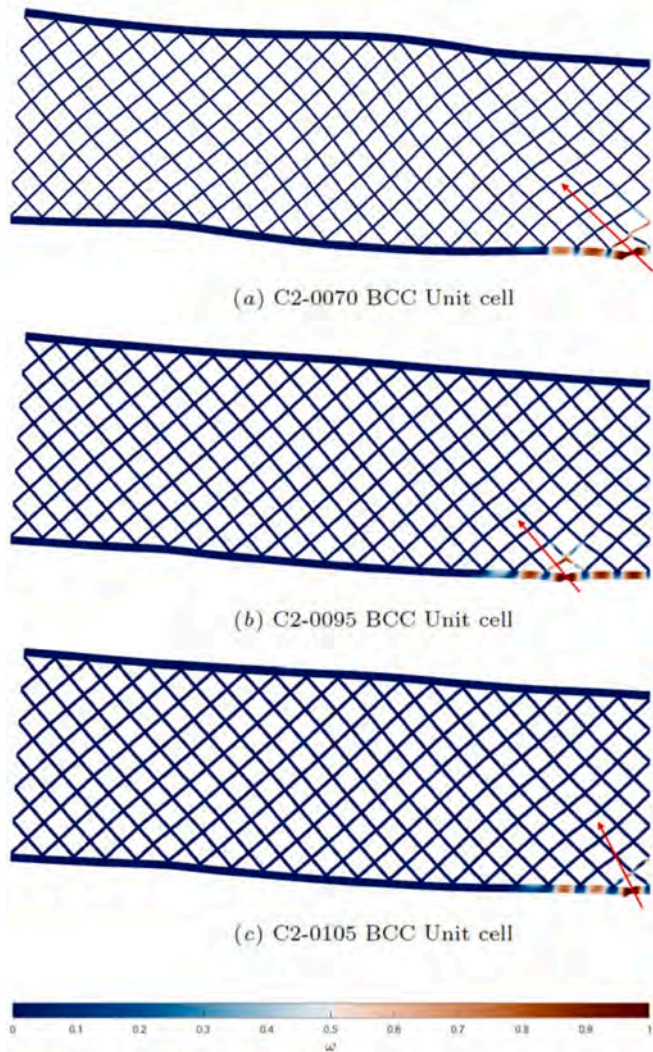 (a) C2-0070 BCC Unit cell
(b) C2-0095 BCC Unit cell
(c) C2-0105 BCC Unit cell
0 0.1 0.2 0.3 0.4 0.5 0.6 0.7 0.8 0.9 1
ω